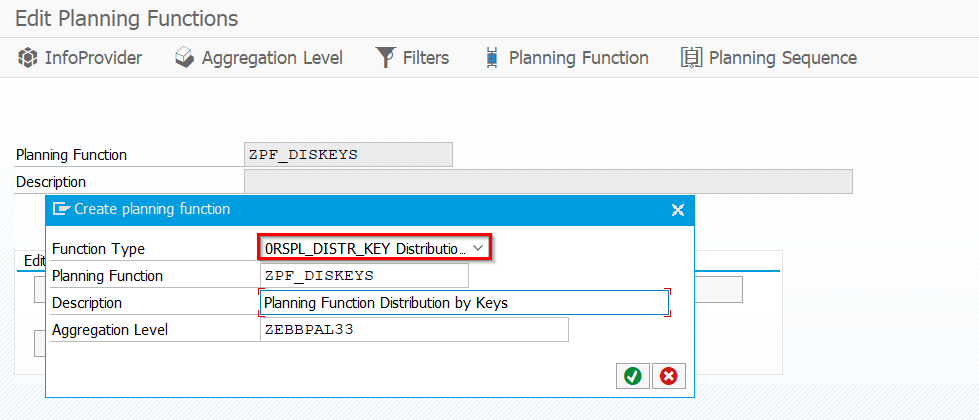 Edit Planning Functions
InfoProvider Aggregation Level Filters Planning Function Planning Sequence
Planning Function ZPF_DISKEYS
Description
Create planning function
Function Type 0RSPL_DISTR_KEY Distributio...
Edit
Planning Function ZPF_DISKEYS
Description Planning Function Distribution by Keys
Aggregation Level ZEBBPAL33